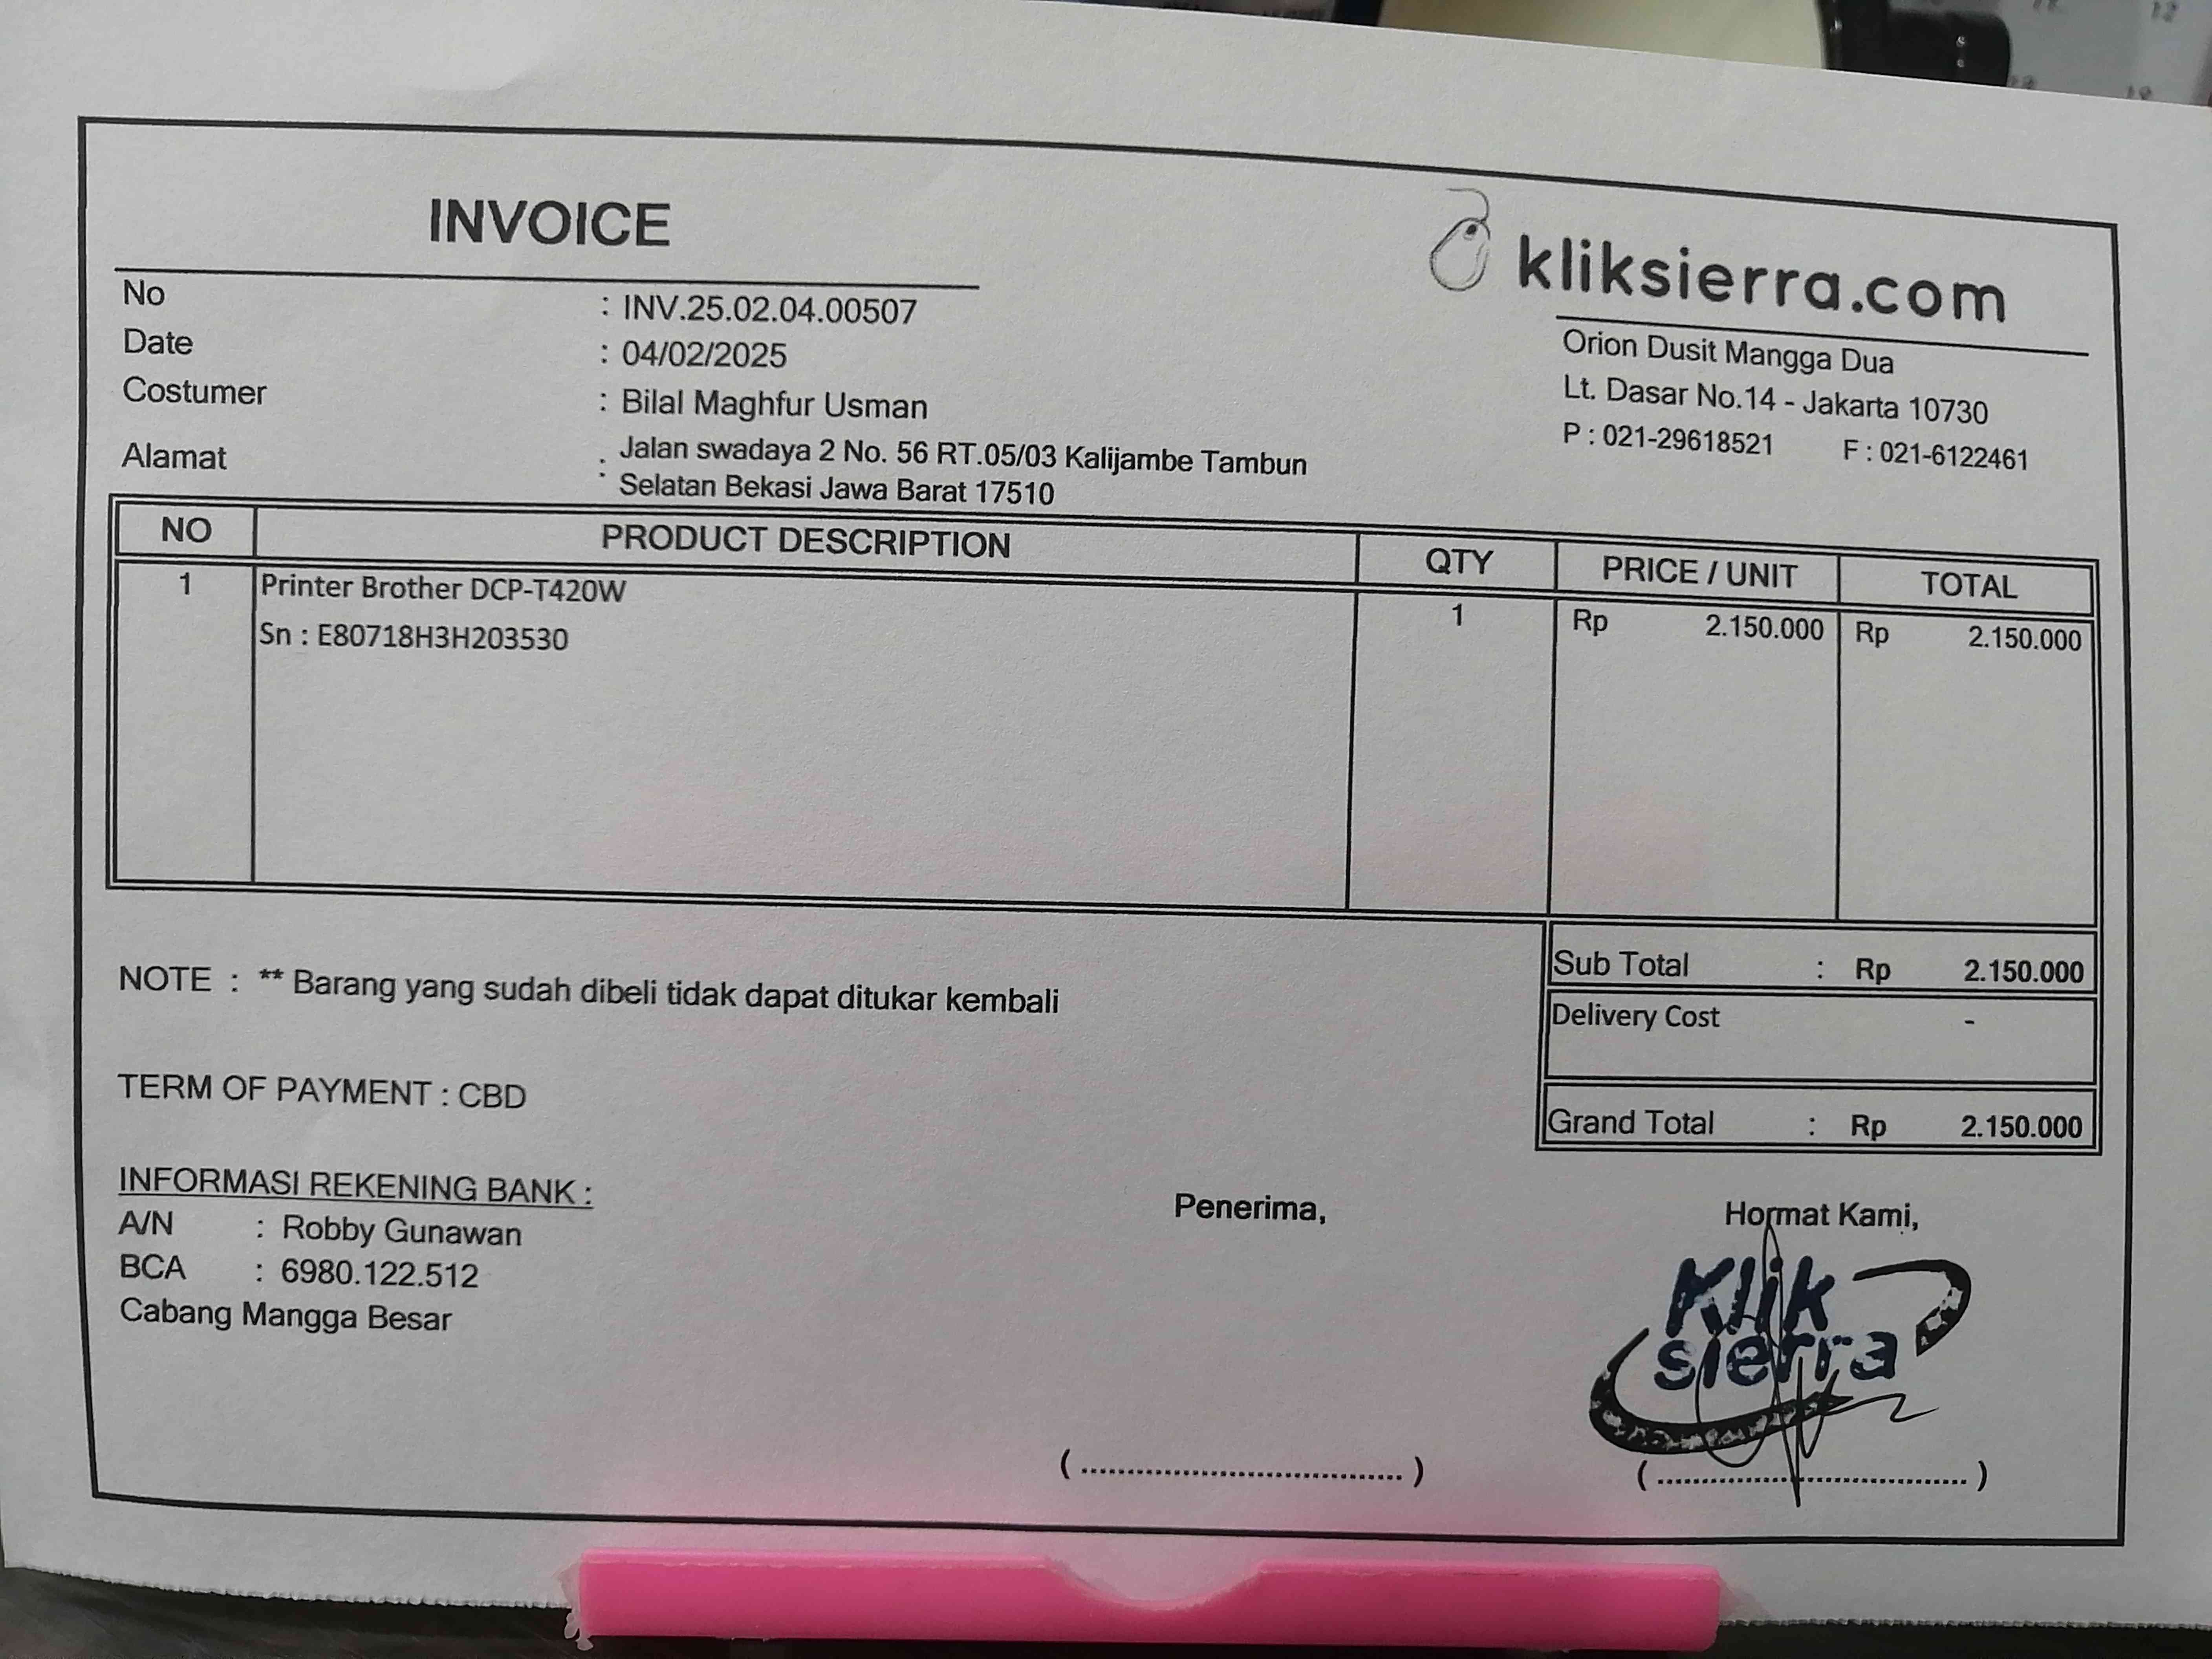 INVOICE
kliksierra.com
Orion Dusit Mangga Dua
Lt. Dasar No.14 - Jakarta 10730
P : 021-29618521 F : 021-6122461
No : INV.25.02.04.00507
Date : 04/02/2025
Costumer : Bilal Maghfur Usman
Alamat : Jalan swadaya 2 No. 56 RT.05/03 Kalijambe Tambun
Selatan Bekasi Jawa Barat 17510
NO PRODUCT DESCRIPTION QTY PRICE / UNIT TOTAL
1 Printer Brother DCP-T420W 1 Rp 2.150.000 Rp 2.150.000
Sn : E80718H3H203530
Sub Total : Rp 2.150.000
Delivery Cost -
Grand Total : Rp 2.150.000
NOTE : ** Barang yang sudah dibeli tidak dapat ditukar kembali
TERM OF PAYMENT : CBD
INFORMASI REKENING BANK :
A/N : Robby Gunawan
BCA : 6980.122.512
Cabang Mangga Besar
Penerima,
(....................................)
Hormat Kami,
Klik
sierra
(....................................)